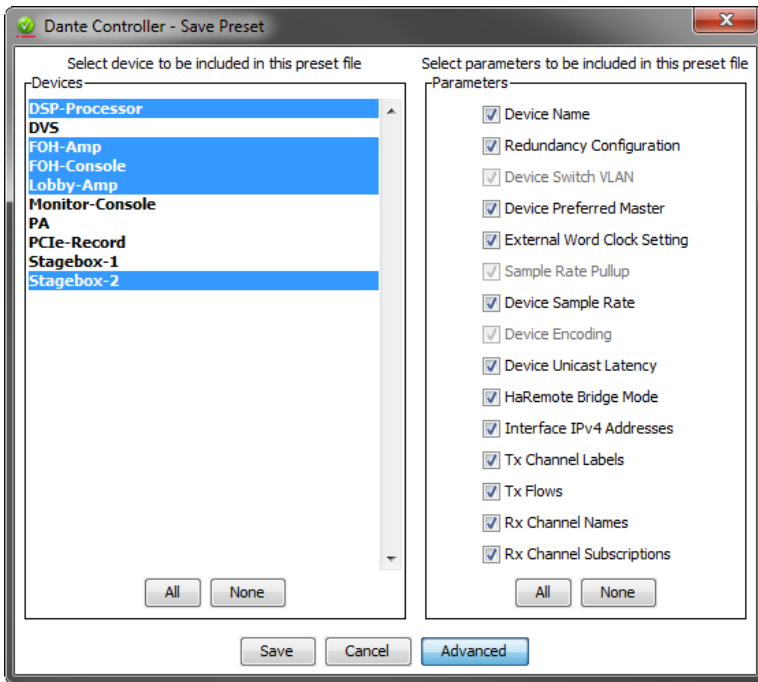 Dante Controller - Save Preset
Select device to be included in this preset file
Devices
DSP-Processor
DVS
FOH-Amp
FOH-Console
Lobby-Amp
Monitor-Console
PA
PCIe-Record
Stagebox-1
Stagebox-2
All None
Select parameters to be included in this preset file
Parameters
Device Name
Redundancy Configuration
Device Switch VLAN
Device Preferred Master
External Word Clock Setting
Sample Rate Pullup
Device Sample Rate
Device Encoding
Device Unicast Latency
HaRemote Bridge Mode
Interface IPv4 Addresses
Tx Channel Labels
Tx Flows
Rx Channel Names
Rx Channel Subscriptions
All None
Save Cancel Advanced